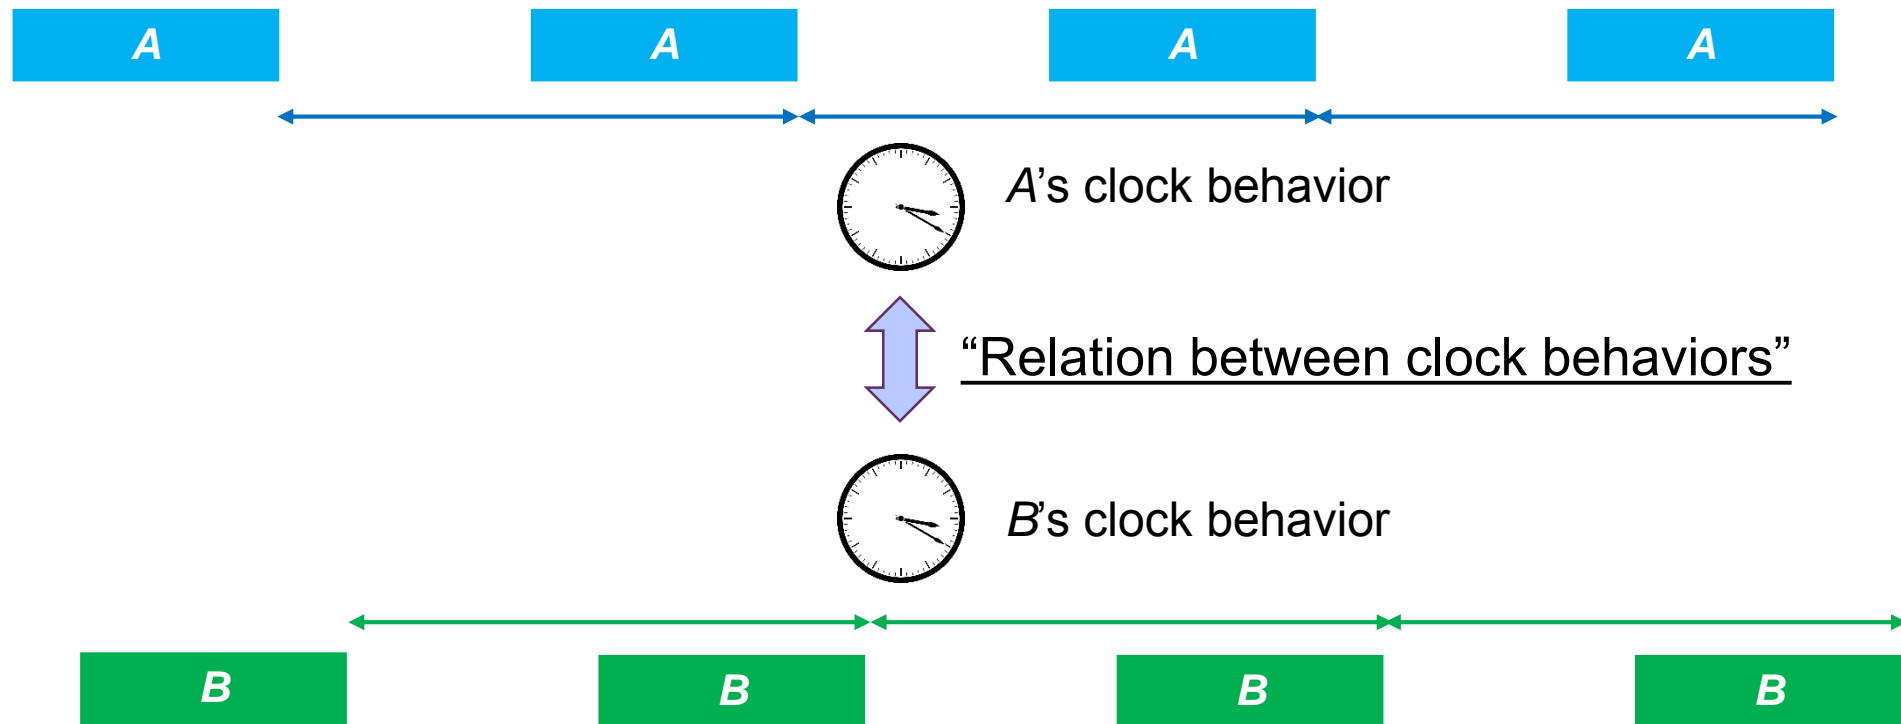 A A A A
A’s clock behavior
“Relation between clock behaviors”
B’s clock behavior
B B B B